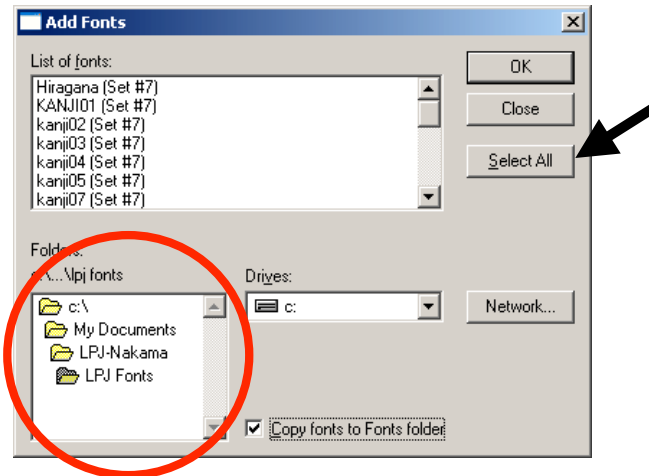 Add Fonts
List of fonts:
Hiragana (Set #7)
KANJI01 (Set #7)
kanji02 (Set #7)
kanji03 (Set #7)
kanji04 (Set #7)
kanji05 (Set #7)
kanji07 (Set #7)
OK
Close
Select All
Folders:
c:\...\lpj fonts
c:\
My Documents
LPJ-Nakama
LPJ Fonts
Drives:
c:
Network...
Copy fonts to Fonts folder